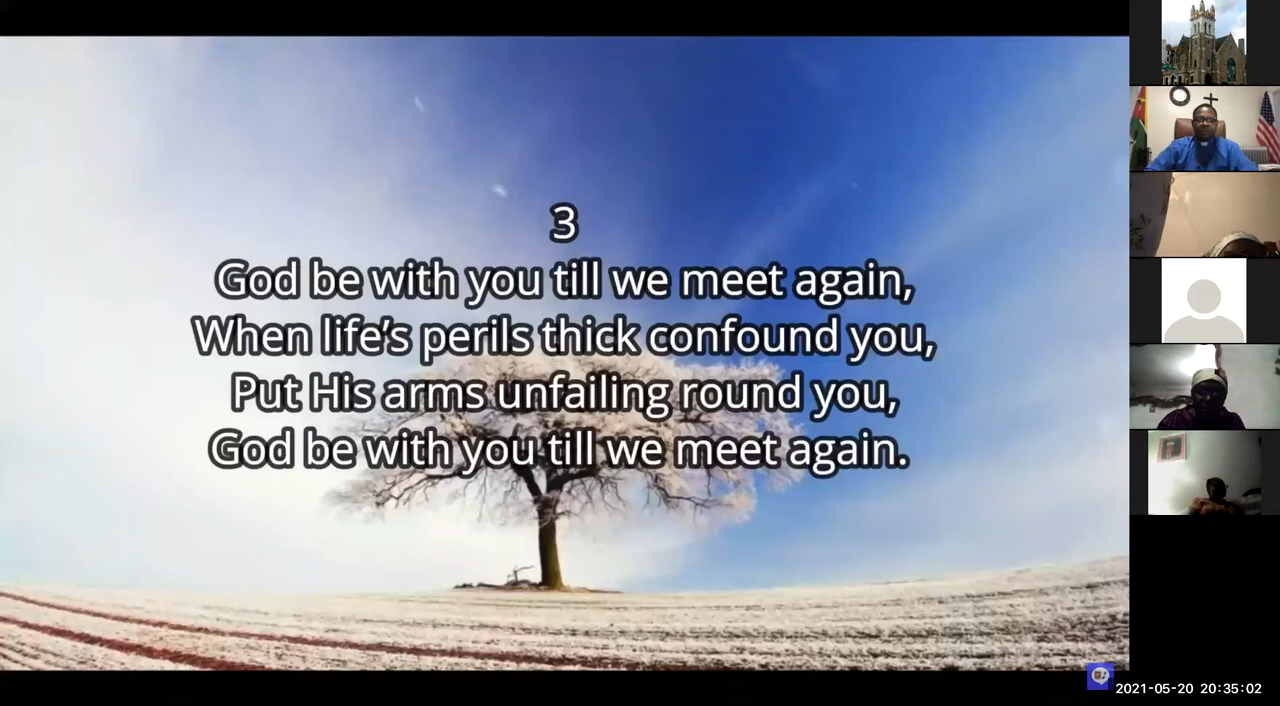 3
God be with you till we meet again,
When life's perils thick confound you,
Put His arms unfailing round you,
God be with you till we meet again.
2021-05-20 20:35:02